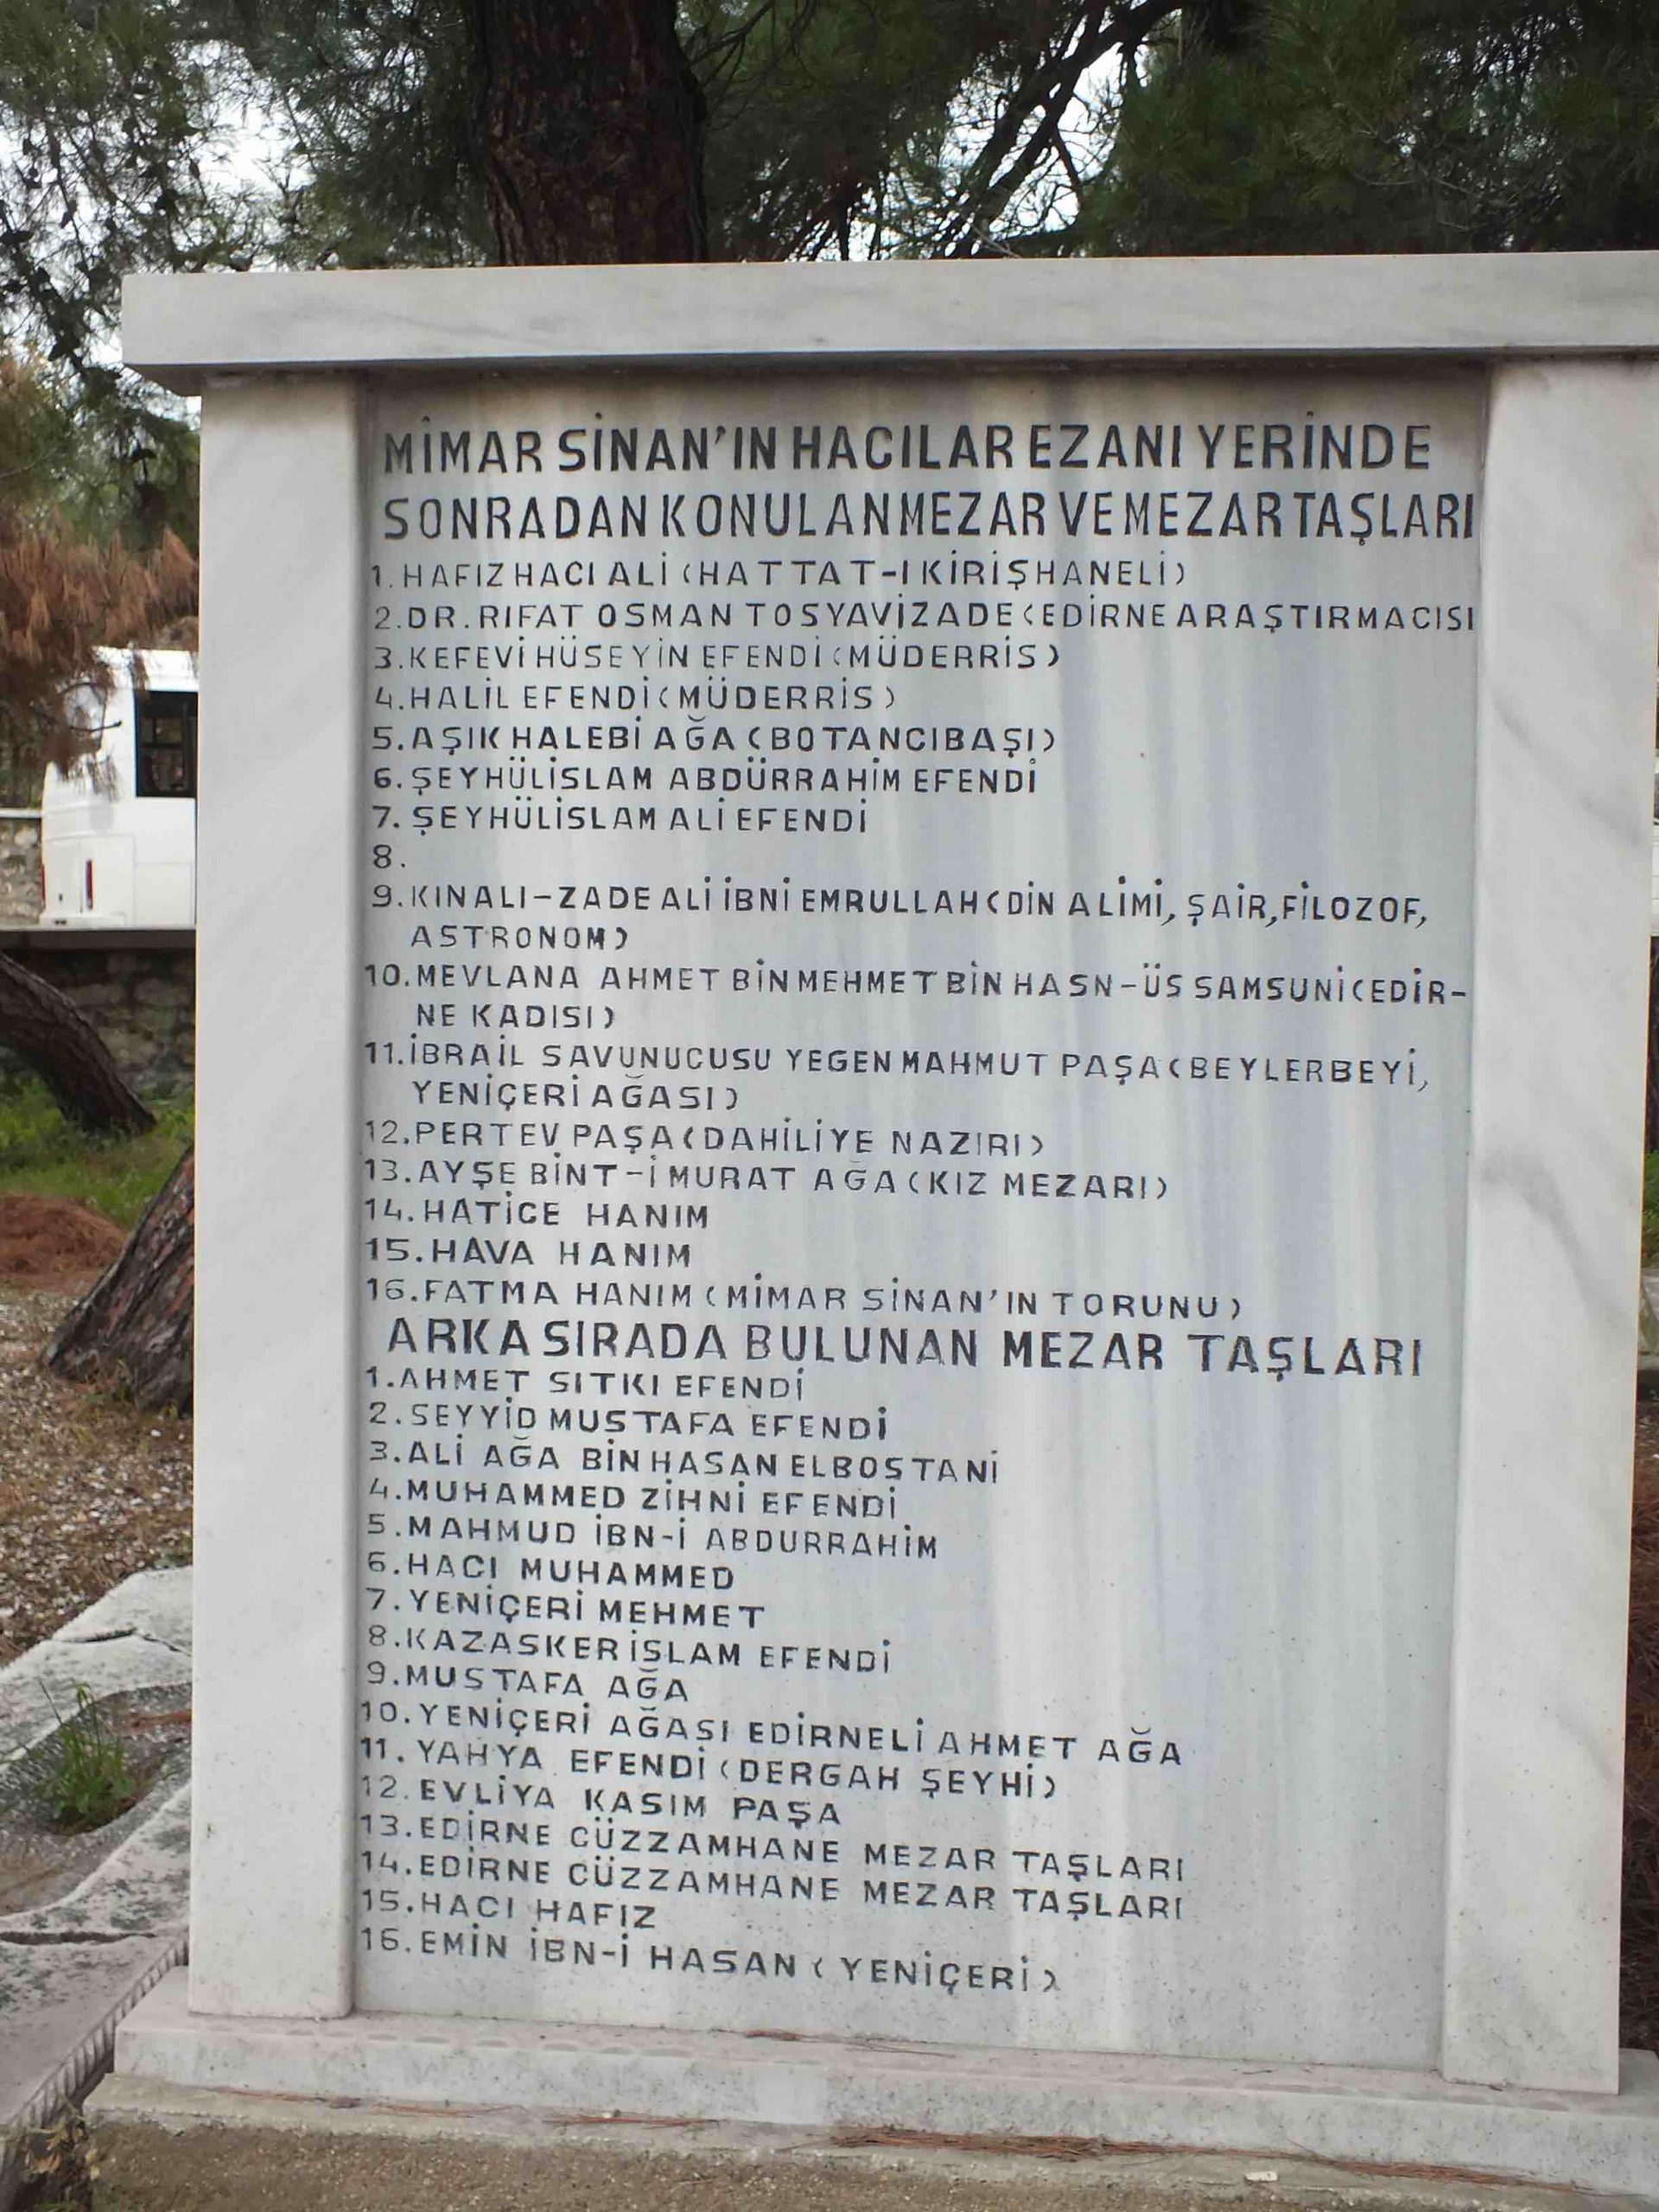 MİMAR SİNAN'IN HACILAR EZANI YERİNDE
SONRADAN KONULAN MEZAR VE MEZAR TAŞLARI
1. HAFIZ HACI ALİ (HATTAT-I KİRİŞHANELİ)
2. DR. RIFAT OSMAN TOSYAVİZADE (EDİRNE ARAŞTIRMACISI
3. KEFEVİ HÜSEYİN EFENDİ (MÜDERRİS)
4. HALİL EFENDİ (MÜDERRİS)
5. AŞIK HALEBİ AĞA (BOTANCIBAŞI)
6. ŞEYHÜLİSLAM ABDÜRRAHİM EFENDİ
7. ŞEYHÜLİSLAM ALİ EFENDİ
8.
9. KINALI-ZADE ALİ İBNİ EMRULLAH (DİN ALİMİ, ŞAİR, FİLOZOF,
ASTRONOM)
10. MEVLANA AHMET BİN MEHMET BİN HASN-ÜS SAMSUNİ (EDİR-
NE KADISI)
11. İBRAİL SAVUNUCUSU YEGEN MAHMUT PAŞA (BEYLERBEYİ,
YENİÇERİ AĞASI)
12. PERTEV PAŞA (DAHİLİYE NAZIRI)
13. AYŞE BİNT-İ MURAT AĞA (KIZ MEZARI)
14. HATİCE HANIM
15. HAVA HANIM
16. FATMA HANIM (MİMAR SİNAN'IN TORUNU)
ARKA SIRADA BULUNAN MEZAR TAŞLARI
1. AHMET SITKI EFENDİ
2. SEYYİD MUSTAFA EFENDİ
3. ALİ AĞA BİN HASAN ELBOSTANİ
4. MUHAMMED ZİHNİ EFENDİ
5. MAHMUD İBN-İ ABDURRAHİM
6. HACI MUHAMMED
7. YENİÇERİ MEHMET
8. KAZASKER İSLAM EFENDİ
9. MUSTAFA AĞA
10. YENİÇERİ AĞASI EDİRNELİ AHMET AĞA
11. YAHYA EFENDİ (DERGAH ŞEYHİ)
12. EVLİYA KASIM PAŞA
13. EDİRNE CÜZZAMHANE MEZAR TAŞLARI
14. EDİRNE CÜZZAMHANE MEZAR TAŞLARI
15. HACI HAFIZ
16. EMİN İBN-İ HASAN (YENİÇERİ)